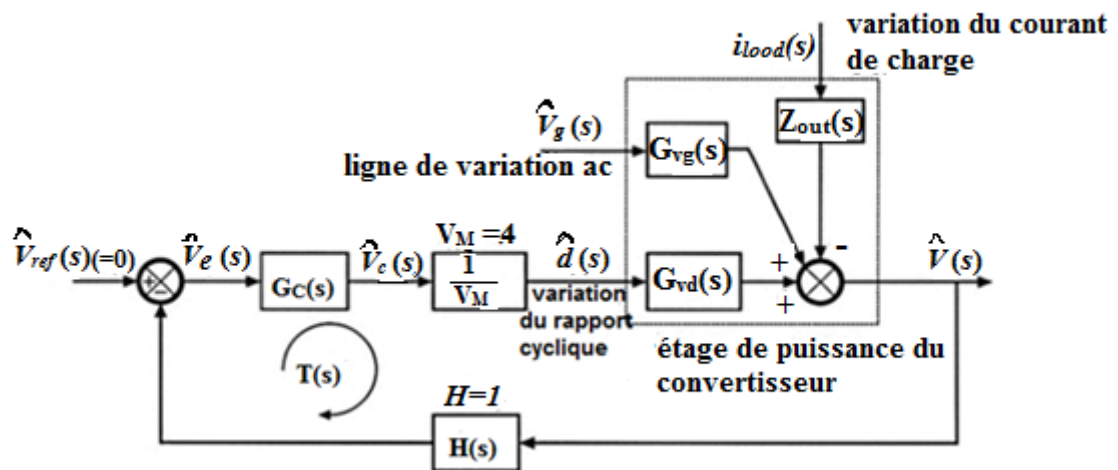 variation du courant
de charge
i_lood(s)
Z_out(s)
V̂_g(s)
G_vg(s)
ligne de variation ac
V̂_ref(s)(=0)
V̂_e(s)
G_C(s)
V̂_c(s)
V_M =4
1
V_M
d̂(s)
variation
du rapport
cyclique
G_vd(s)
+
+
-
V̂(s)
+
−
étage de puissance du
convertisseur
T(s)
H=1
H(s)